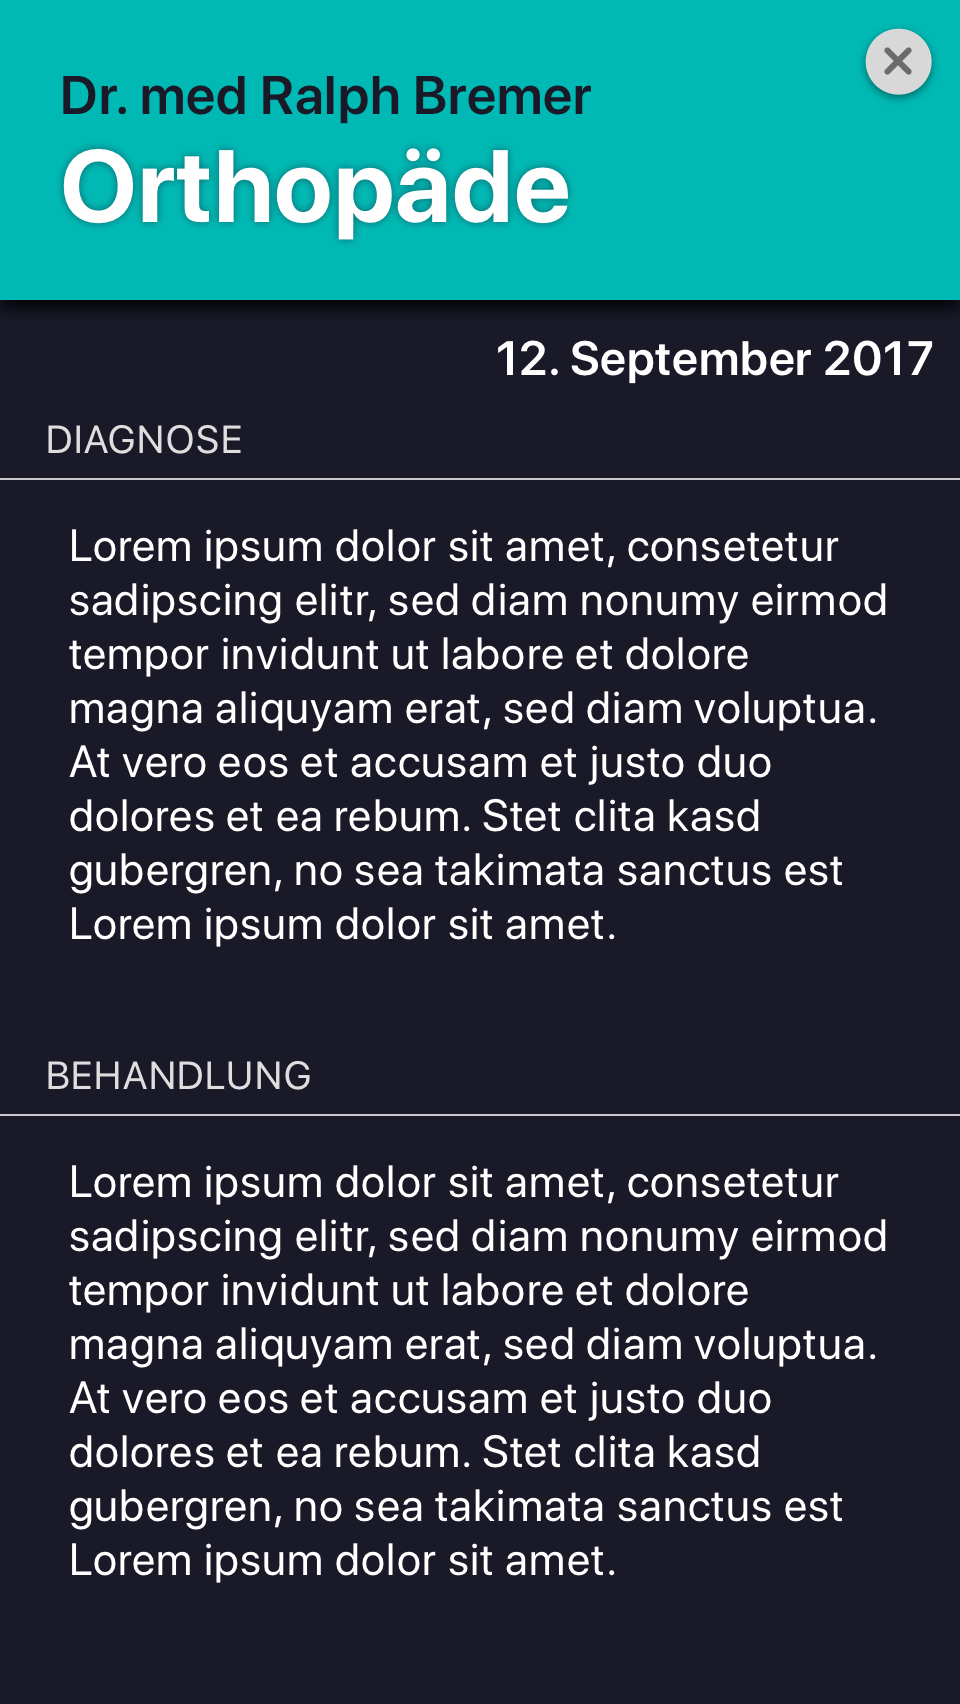 Dr. med Ralph Bremer
Orthopäde
12. September 2017
DIAGNOSE
Lorem ipsum dolor sit amet, consetetur
sadipscing elitr, sed diam nonumy eirmod
tempor invidunt ut labore et dolore
magna aliquyam erat, sed diam voluptua.
At vero eos et accusam et justo duo
dolores et ea rebum. Stet clita kasd
gubergren, no sea takimata sanctus est
Lorem ipsum dolor sit amet.
BEHANDLUNG
Lorem ipsum dolor sit amet, consetetur
sadipscing elitr, sed diam nonumy eirmod
tempor invidunt ut labore et dolore
magna aliquyam erat, sed diam voluptua.
At vero eos et accusam et justo duo
dolores et ea rebum. Stet clita kasd
gubergren, no sea takimata sanctus est
Lorem ipsum dolor sit amet.